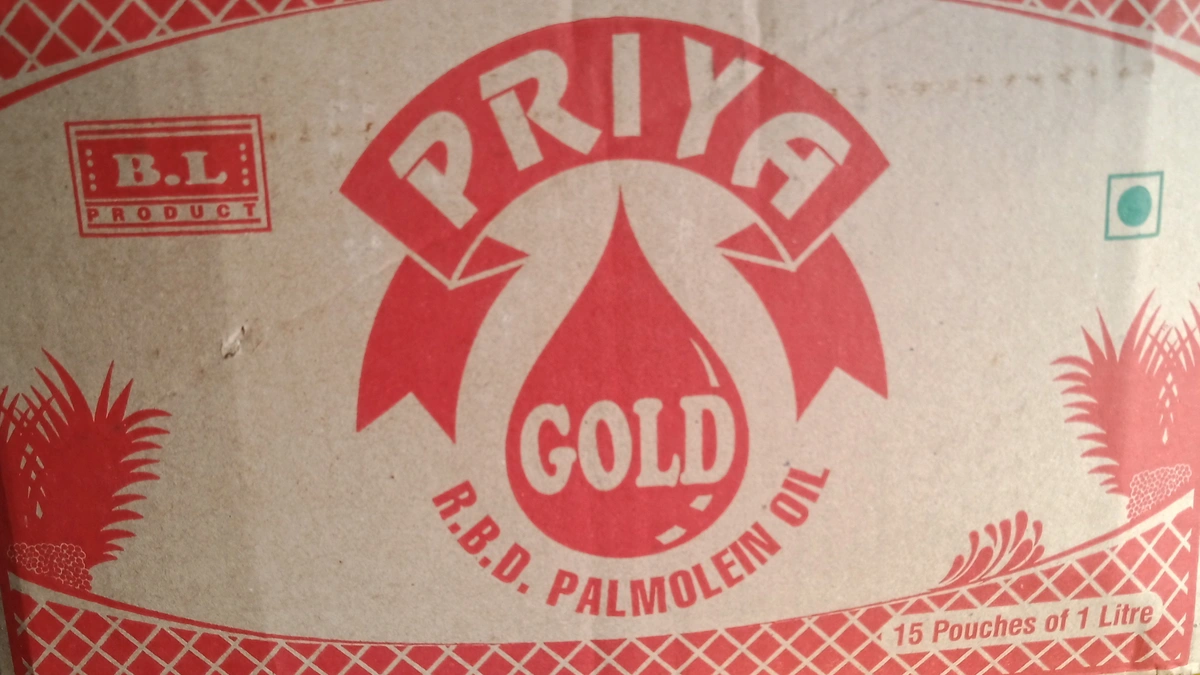 PRIYA
B.L
PRODUCT
GOLD
R.B.D. PALMOLEIN OIL
15 Pouches of 1 Litre